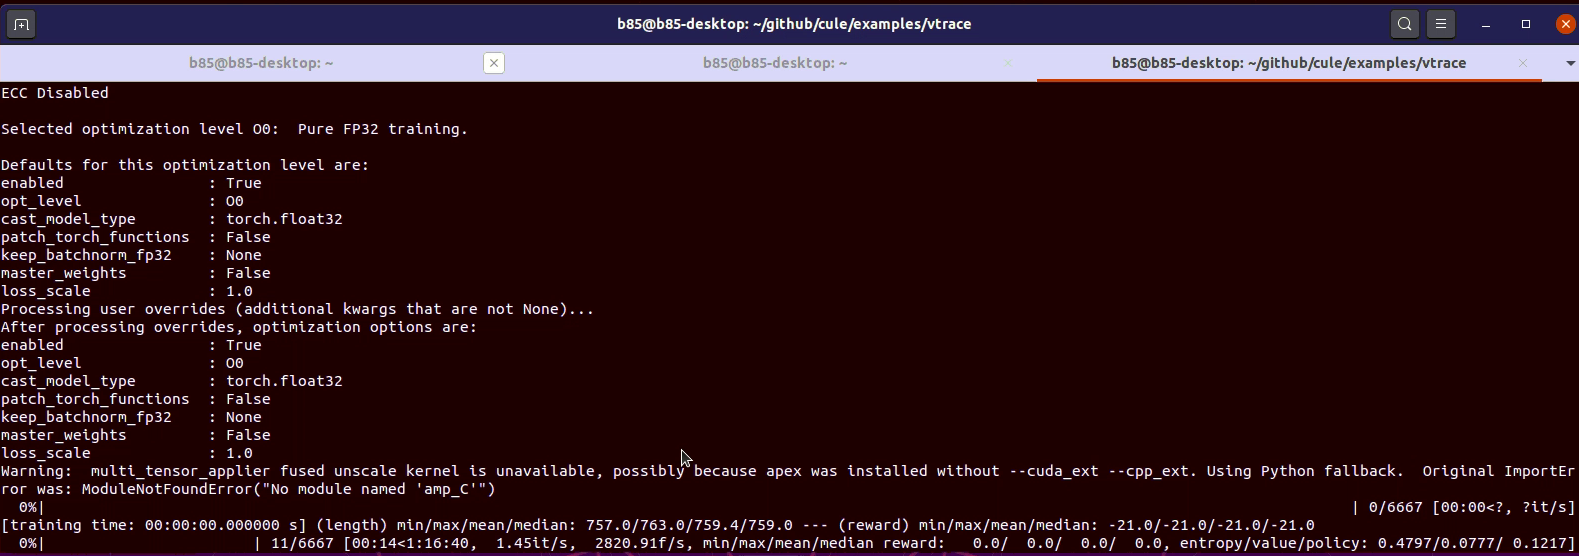 b85@b85-desktop: ~/github/cule/examples/vtrace
b85@b85-desktop: ~
b85@b85-desktop: ~
b85@b85-desktop: ~/github/cule/examples/vtrace
ECC Disabled
Selected optimization level O0:  Pure FP32 training.
Defaults for this optimization level are:
enabled                : True
opt_level              : O0
cast_model_type        : torch.float32
patch_torch_functions  : False
keep_batchnorm_fp32    : None
master_weights         : False
loss_scale             : 1.0
Processing user overrides (additional kwargs that are not None)...
After processing overrides, optimization options are:
enabled                : True
opt_level              : O0
cast_model_type        : torch.float32
patch_torch_functions  : False
keep_batchnorm_fp32    : None
master_weights         : False
loss_scale             : 1.0
Warning:  multi_tensor_applier fused unscale kernel is unavailable, possibly because apex was installed without --cuda_ext --cpp_ext. Using Python fallback.  Original ImportEr
ror was: ModuleNotFoundError("No module named 'amp_C'")
  0%|                                                                                                                                                 | 0/6667 [00:00<?, ?it/s]
[training time: 00:00:00.000000 s] (length) min/max/mean/median: 757.0/763.0/759.4/759.0 --- (reward) min/max/mean/median: -21.0/-21.0/-21.0/-21.0
  0%|                       | 11/6667 [00:14<1:16:40,  1.45it/s,  2820.91f/s, min/max/mean/median reward:   0.0/  0.0/  0.0/  0.0, entropy/value/policy: 0.4797/0.0777/ 0.1217]